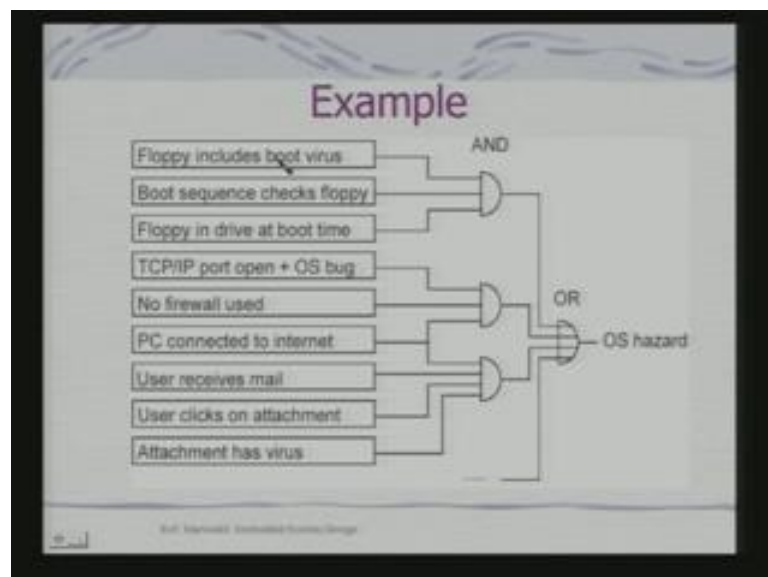 Example
AND
Floppy includes boot virus
Boot sequence checks floppy
Floppy in drive at boot time
TCP/IP port open + OS bug
No firewall used
OR
PC connected to internet
OS hazard
User receives mail
User clicks on attachment
Attachment has virus